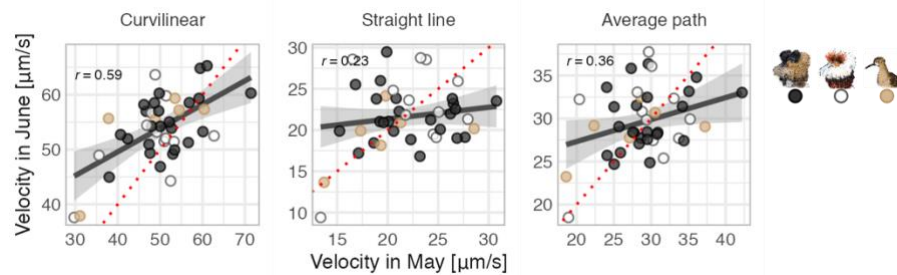 Curvilinear
Straight line
Average path
Velocity in June [μm/s]
r = 0.59
r = 0.23
r = 0.36
60
50
40
30
25
20
15
10
35
30
25
20
30 40 50 60 70
15 20 25 30
20 25 30 35 40
Velocity in May [μm/s]